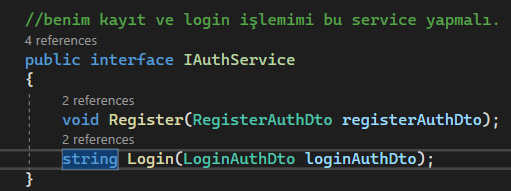 //benim kayıt ve login işlemimi bu service yapmalı.
4 references
public interface IAuthService
{
2 references
void Register(RegisterAuthDto registerAuthDto);
2 references
string Login(LoginAuthDto loginAuthDto);
}